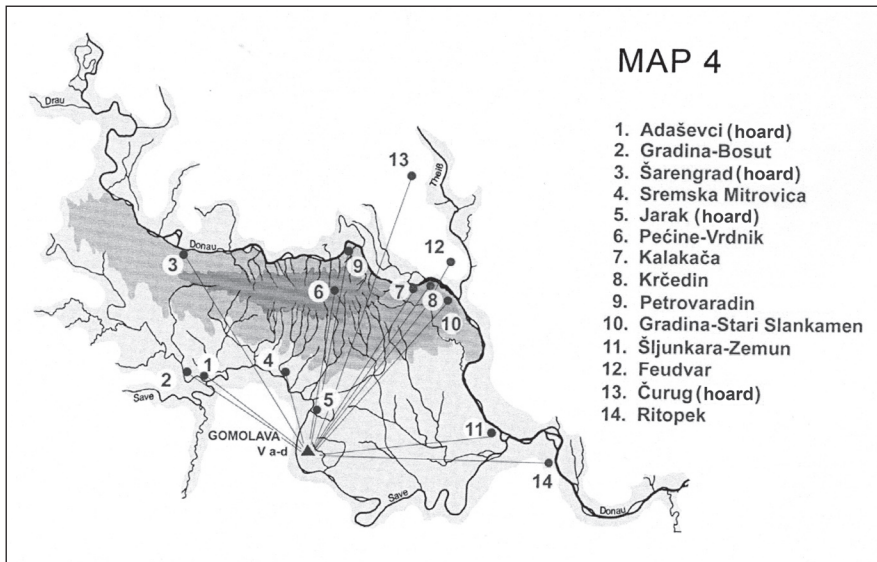 MAP 4
1. Adaševci (hoard)
2. Gradina-Bosut
3. Šarengrad (hoard)
4. Sremska Mitrovica
5. Jarak (hoard)
6. Pećine-Vrdnik
7. Kalakača
8. Krčedin
9. Petrovaradin
10. Gradina-Stari Slankamen
11. Šljunkara-Zemun
12. Feudvar
13. Čurug (hoard)
14. Ritopek
Drau
13
Theiß
12
Donau
3
9
6
7
8
10
2
1
4
Save
5
GOMOLAVA
V a-d
11
14
Save
Donau